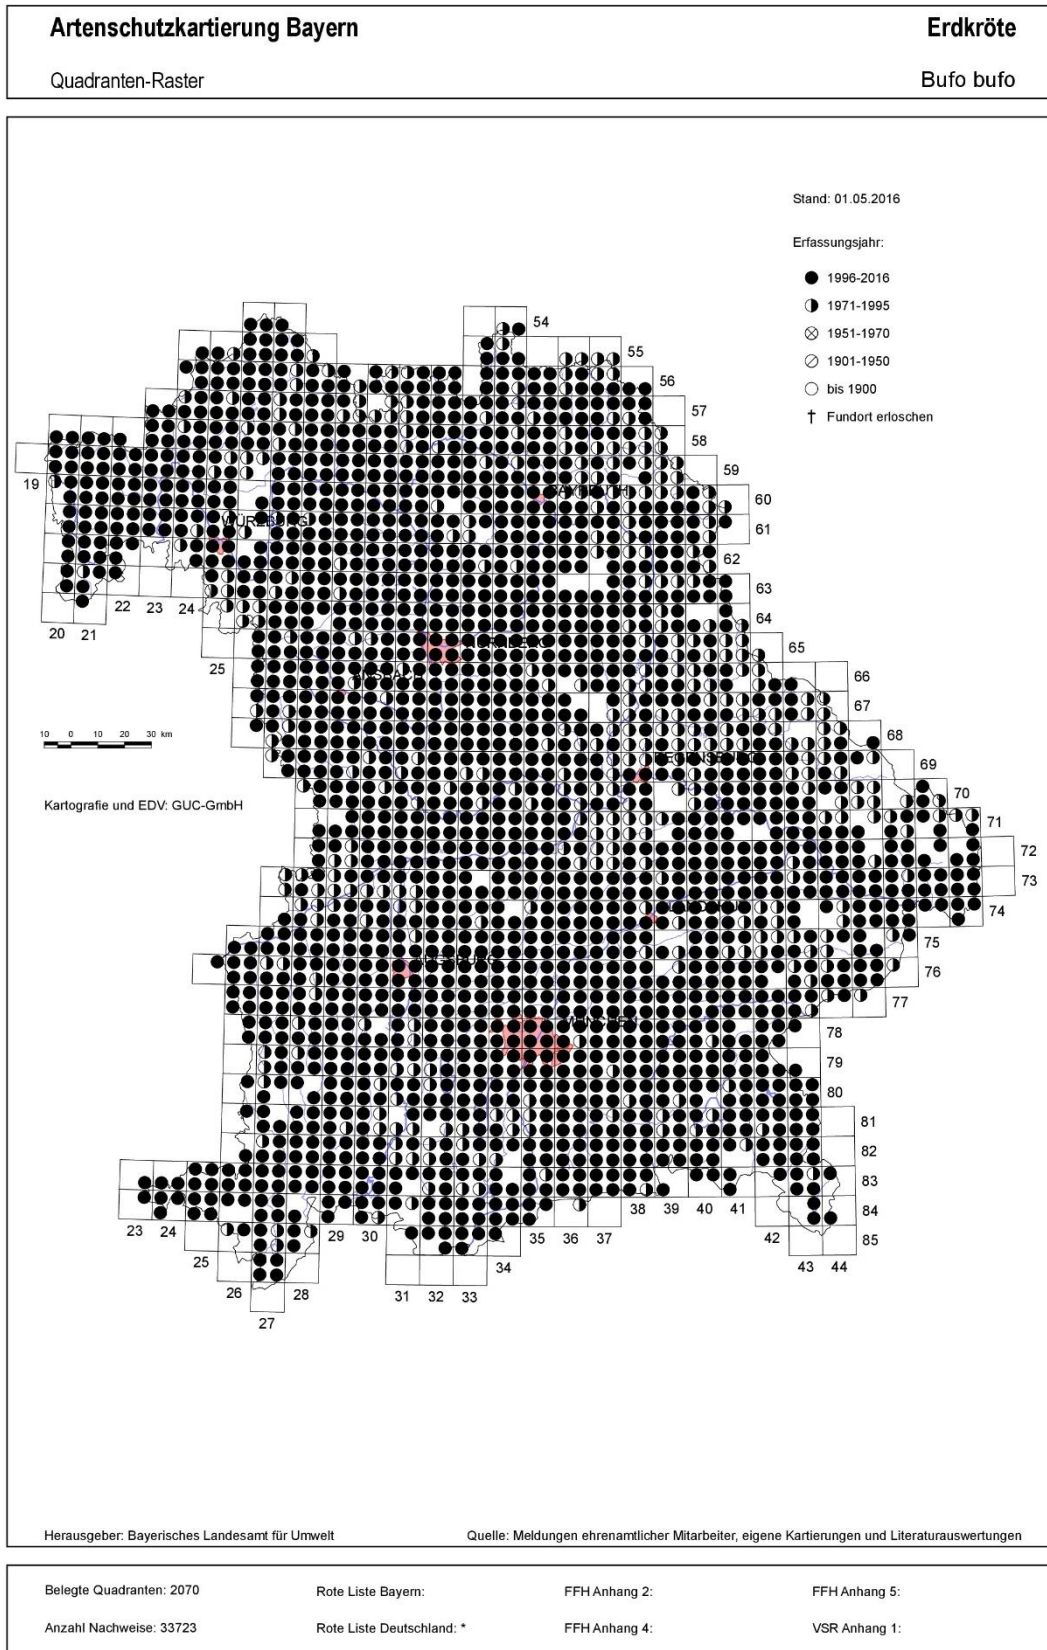 Artenschutzkartierung Bayern
Erdkröte
Quadranten-Raster
Bufo bufo
Stand: 01.05.2016
Erfassungsjahr:
1996-2016
1971-1995
1951-1970
1901-1950
bis 1900
† Fundort erloschen
54
55
56
57
58
59
19
60
BAYREUTH
61
WÜRZBURG
62
63
22 23 24
64
20 21
25
NÜRNBERG
65
66
ANSBACH
67
68
10 0 10 20 30 km
REGENSBURG
69
70
Kartografie und EDV: GUC-GmbH
71
72
73
LANDSHUT
74
75
AUGSBURG
76
77
MÜNCHEN
78
79
80
81
82
83
23 24
29 30
38 39 40 41
84
25
35 36 37
42
85
26
28
34
43 44
31 32 33
27
Herausgeber: Bayerisches Landesamt für Umwelt
Quelle: Meldungen ehrenamtlicher Mitarbeiter, eigene Kartierungen und Literaturauswertungen
Belegte Quadranten: 2070
Rote Liste Bayern:
FFH Anhang 2:
FFH Anhang 5:
Anzahl Nachweise: 33723
Rote Liste Deutschland: *
FFH Anhang 4:
VSR Anhang 1: